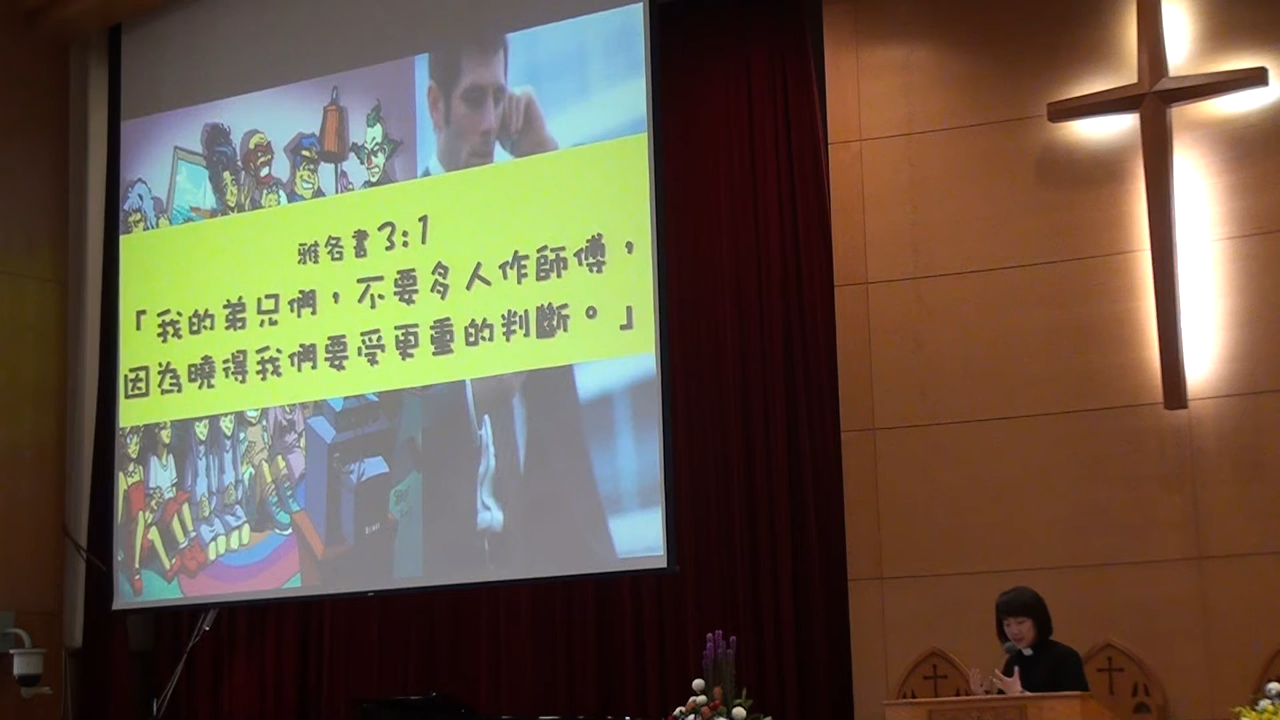 雅各書 3:1
「我的弟兄們，不要多人作師傅，
因為曉得我們要受更重的判斷。」